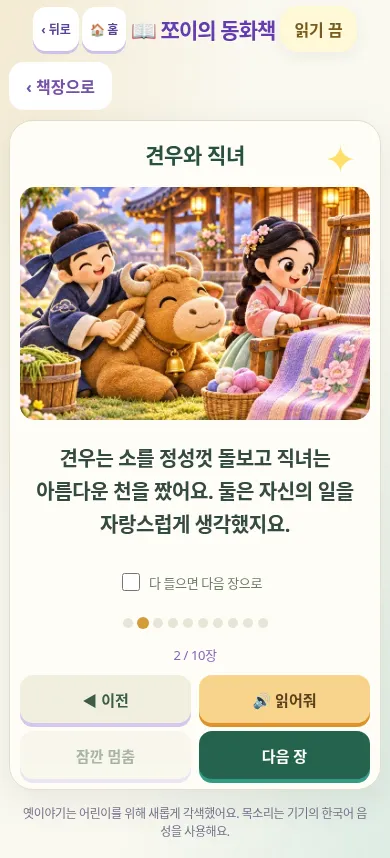 ‹ 뒤로
🏠 홈
📖 쪼이의 동화책
읽기 끔
‹ 책장으로
견우와 직녀
견우는 소를 정성껏 돌보고 직녀는
아름다운 천을 짰어요. 둘은 자신의 일을
자랑스럽게 생각했지요.
다 들으면 다음 장으로
2 / 10장
◀ 이전
🔊 읽어줘
잠깐 멈춤
다음 장
옛이야기는 어린이를 위해 새롭게 각색했어요. 목소리는 기기의 한국어 음
성을 사용해요.